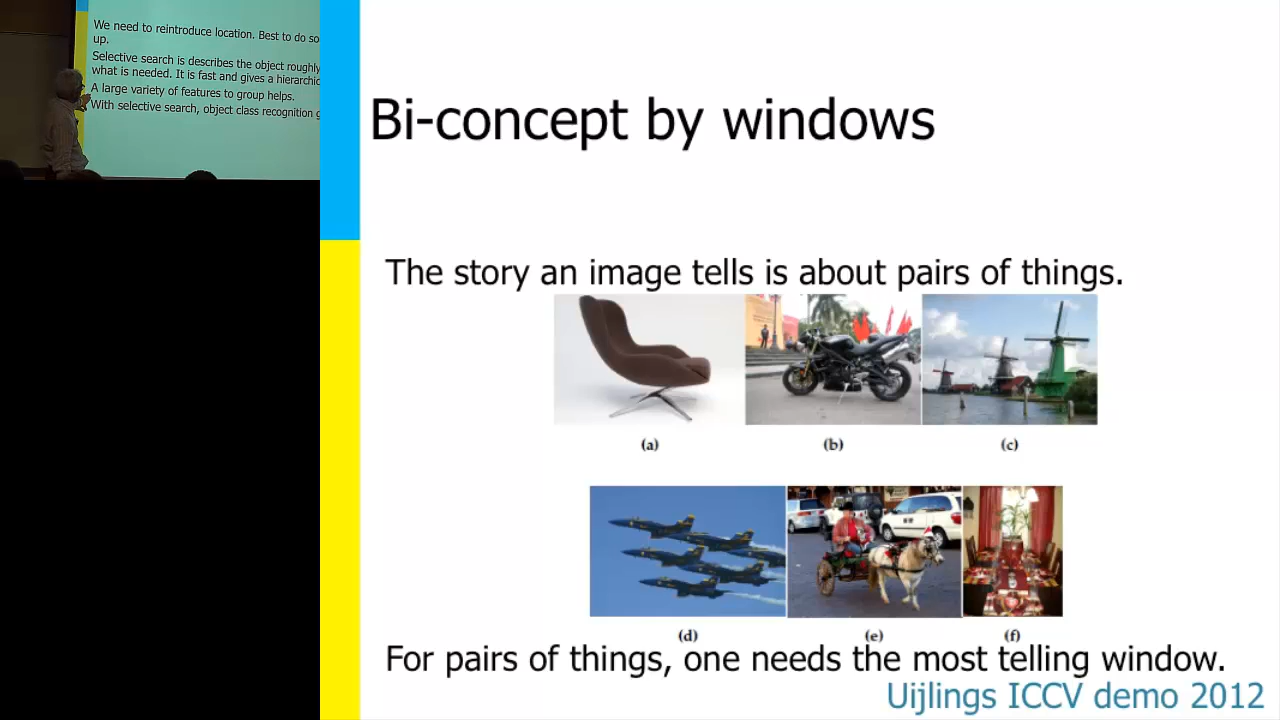 We need to reintroduce location. Best to do so
up.
Selective search is describes the object roughly
what is needed. It is fast and gives a hierarchic
A large variety of features to group helps.
With selective search, object class recognition g
Bi-concept by windows
The story an image tells is about pairs of things.
(a) (b) (c)
(d) (e) (f)
For pairs of things, one needs the most telling window.
Uijlings ICCV demo 2012